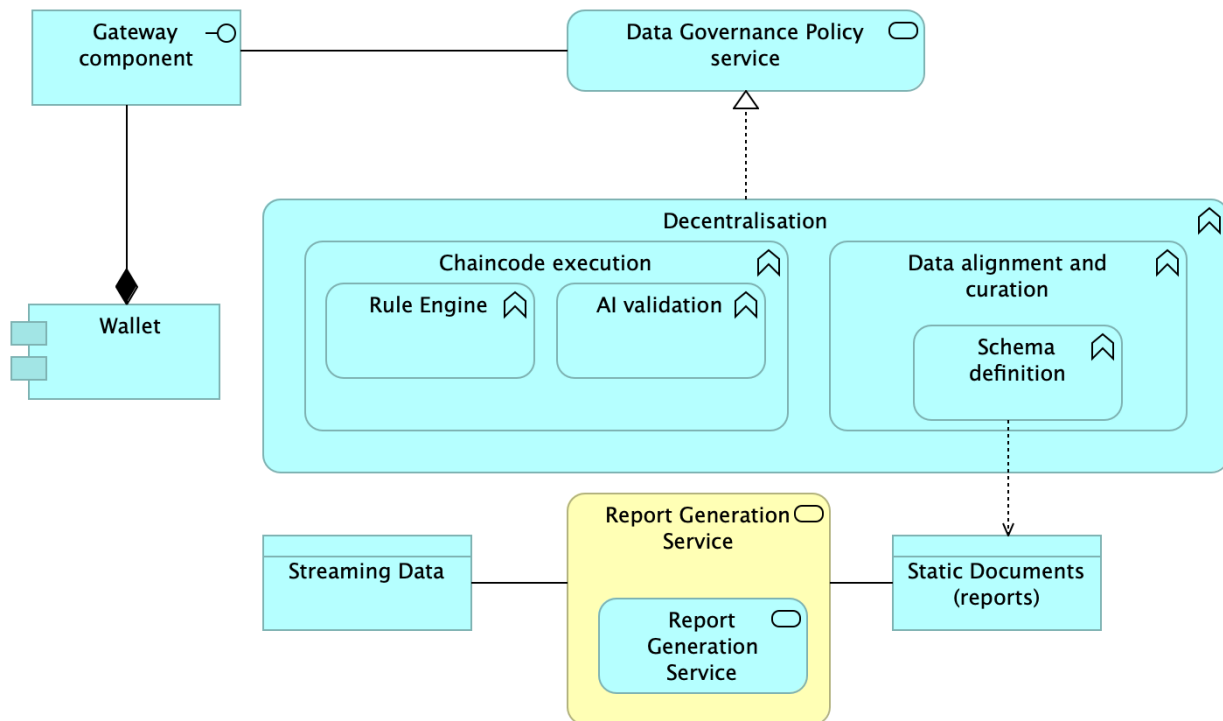 Gateway
component
Data Governance Policy
service
Decentralisation
Chaincode execution
Rule Engine
AI validation
Data alignment and
curation
Schema
definition
Wallet
Report Generation
Service
Streaming Data
Static Documents
(reports)
Report
Generation
Service